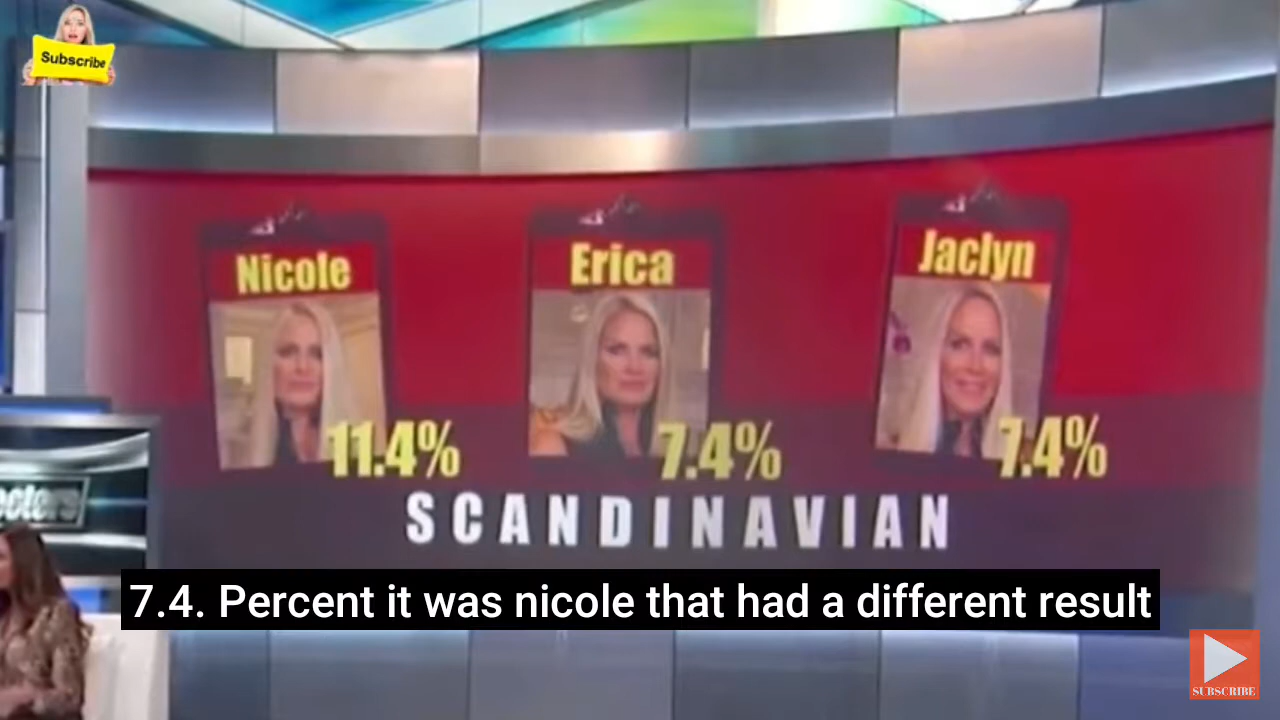 Subscribe
Nicole
Erica
Jaclyn
11.4%
7.4%
7.4%
SCANDINAVIAN
7.4. Percent it was nicole that had a different result
SUBSCRIBE